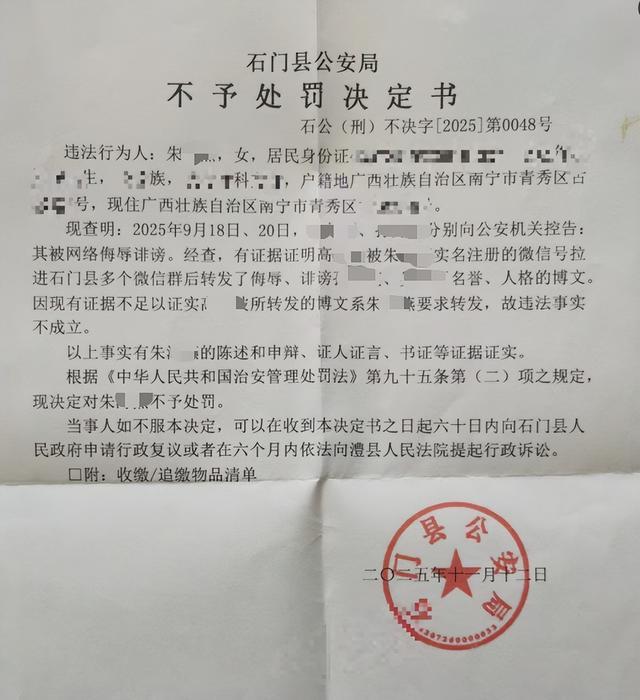 石门县公安局
不予处罚决定书
石公（刑）不决字[2025]第0048号
违法行为人：朱，女，居民身份证
生，族，科，户籍地广西壮族自治区南宁市青秀区古
号，现住广西壮族自治区南宁市青秀区。
现查明：2025年9月18日、20日，、分别向公安机关控告：
其被网络侮辱诽谤。经查，有证据证明高被朱实名注册的微信号拉
进石门县多个微信群后转发了侮辱、诽谤、名誉、人格的博文。
因现有证据不足以证实高所转发的博文系朱要求转发，故违法事实
不成立。
以上事实有朱的陈述和申辩、证人证言、书证等证据证实。
根据《中华人民共和国治安管理处罚法》第九十五条第（二）项之规定，
现决定对朱不予处罚。
当事人如不服本决定，可以在收到本决定书之日起六十日内向石门县人
民政府申请行政复议或者在六个月内依法向澧县人民法院提起行政诉讼。
□附：收缴/追缴物品清单
石门县公安局
二〇二五年十一月十二日